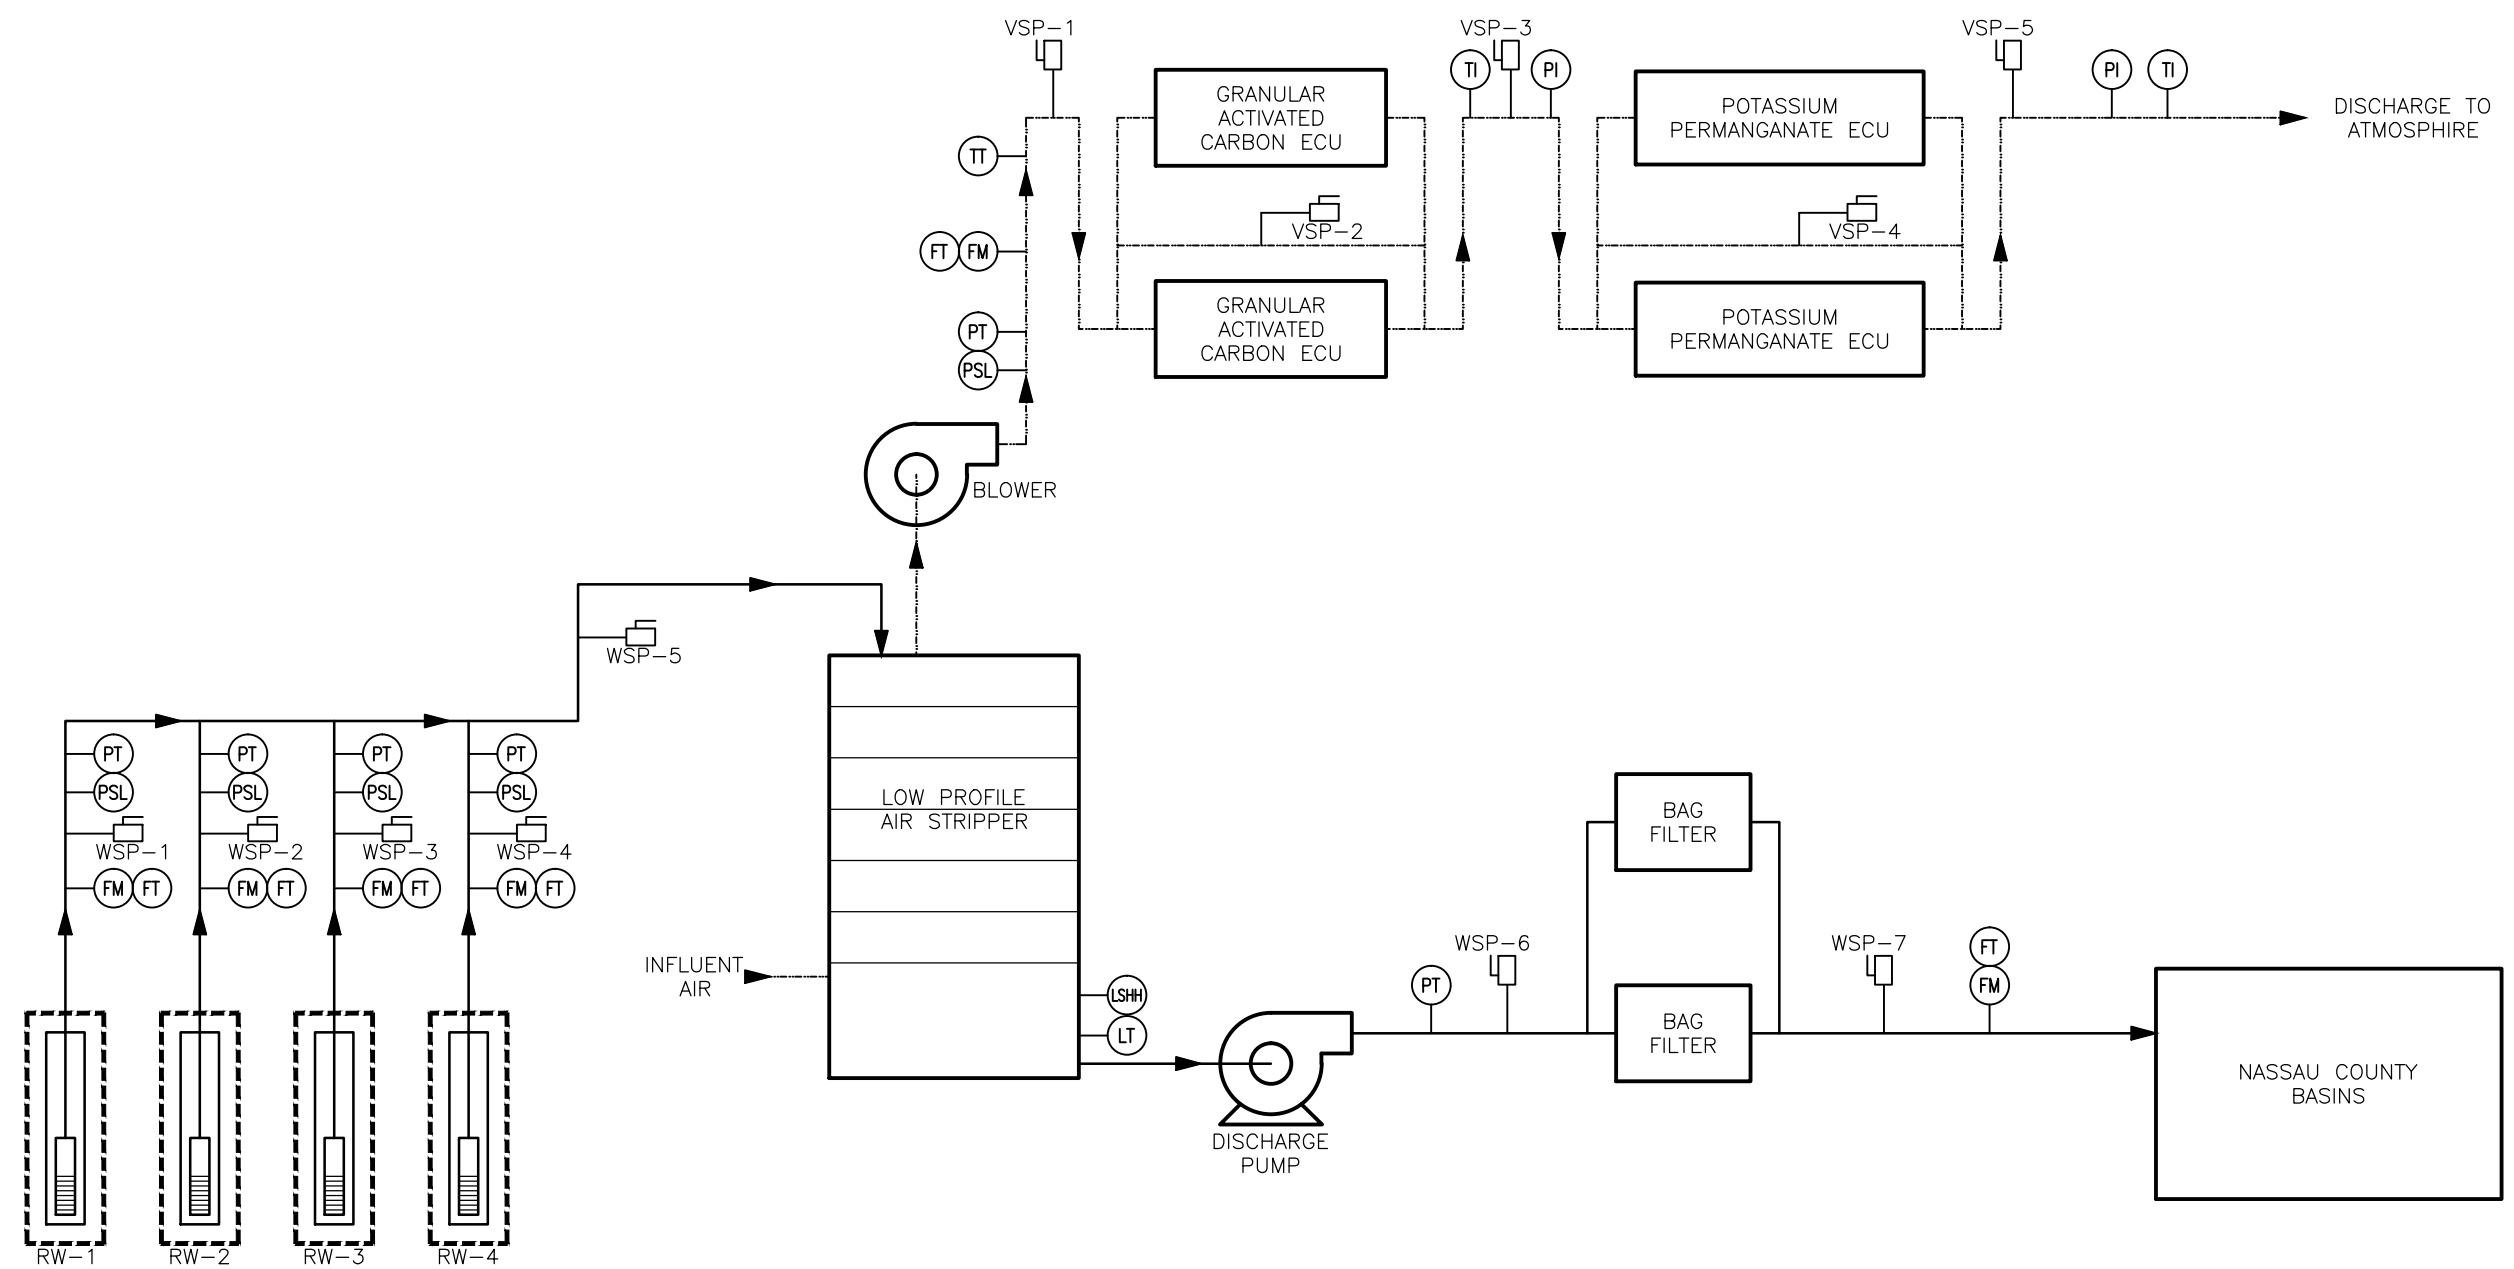 VSP-1
VSP-3
VSP-5
TI
PI
PI
TI
GRANULAR
ACTIVATED
CARBON ECU
POTASSIUM
PERMANGANATE ECU
DISCHARGE TO
ATMOSPHIRE
TT
VSP-2
VSP-4
FT
FM
GRANULAR
ACTIVATED
CARBON ECU
POTASSIUM
PERMANGANATE ECU
PT
PSL
BLOWER
WSP-5
PT
PT
PT
PT
PSL
PSL
PSL
PSL
WSP-1
WSP-2
WSP-3
WSP-4
FM
FT
FM
FT
FM
FT
FM
FT
LOW PROFILE
AIR STRIPPER
BAG
FILTER
INFLUENT
AIR
WSP-6
WSP-7
FT
FM
PT
LSHH
LT
BAG
FILTER
NASSAU COUNTY
BASINS
DISCHARGE
PUMP
RW-1
RW-2
RW-3
RW-4